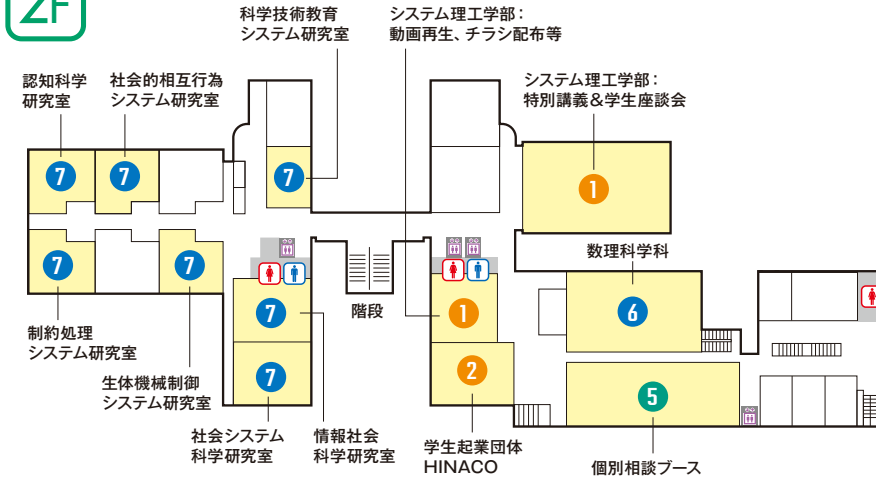 2F
科学技術教育
システム研究室
システム理工学部：
動画再生、チラシ配布等
認知科学
研究室
社会的相互行為
システム研究室
システム理工学部：
特別講義＆学生座談会
7
7
7
1
数理科学科
7
7
7
階段
1
6
制約処理
システム研究室
7
2
5
生体機械制御
システム研究室
社会システム
科学研究室
情報社会
科学研究室
学生起業団体
HINACO
個別相談ブース